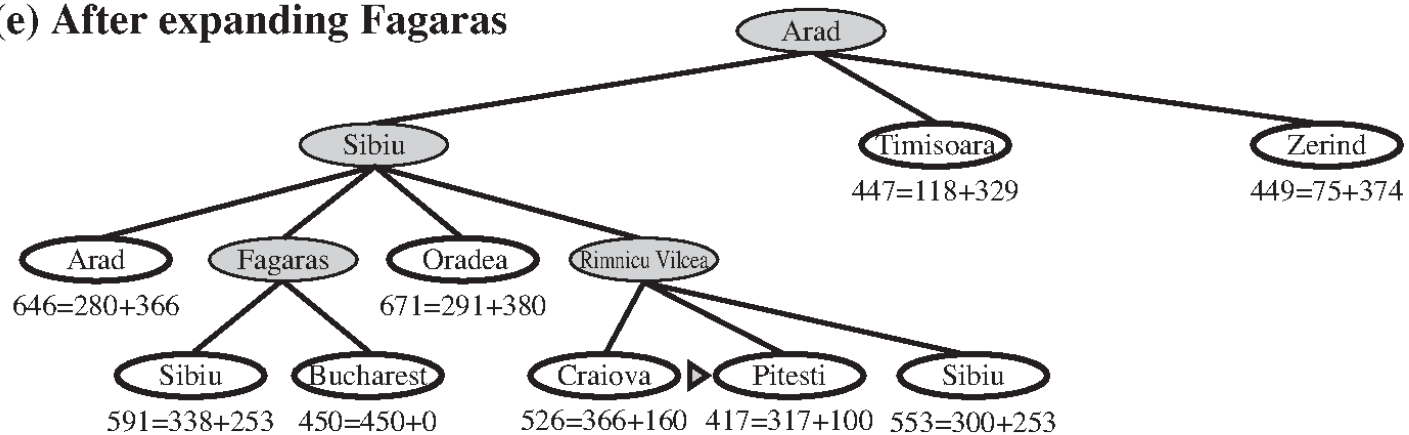 (e) After expanding Fagaras
Arad
Sibiu
Timisoara
Zerind
447=118+329
449=75+374
Arad
Fagaras
Oradea
Rimnicu Vilcea
646=280+366
671=291+380
Sibiu
Bucharest
Craiova
Pitesti
Sibiu
591=338+253
450=450+0
526=366+160
417=317+100
553=300+253